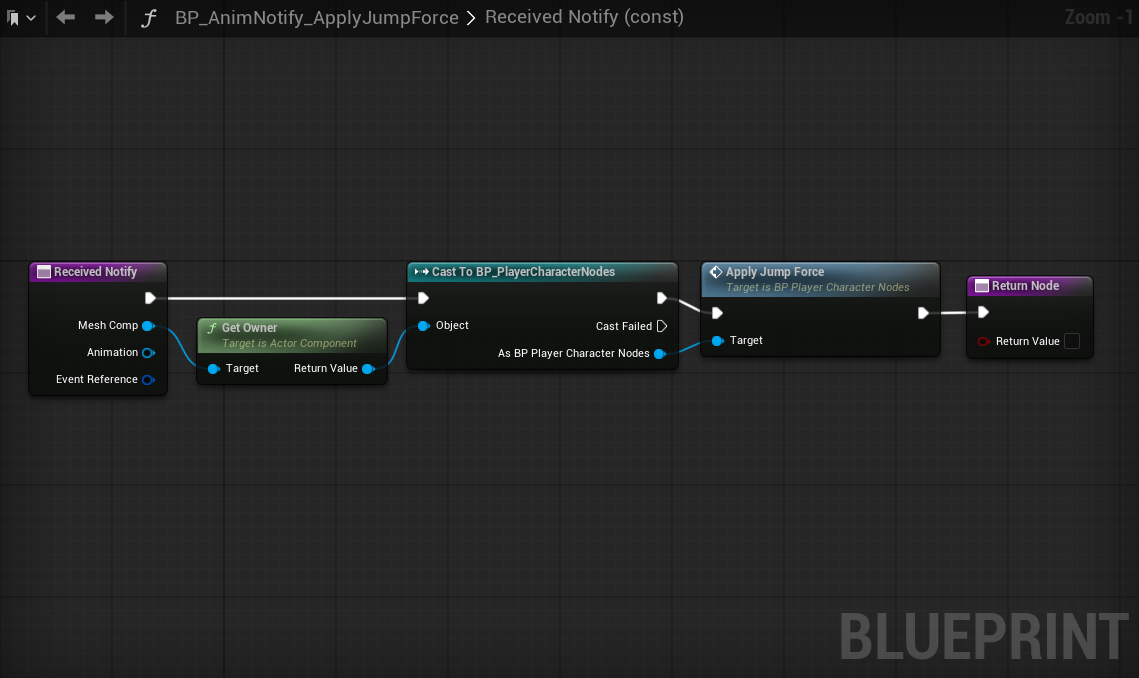 BP_AnimNotify_ApplyJumpForce > Received Notify (const)
Zoom -1
Received Notify
Mesh Comp
Animation
Event Reference
f Get Owner
Target is Actor Component
Target Return Value
Cast To BP_PlayerCharacterNodes
Object
Cast Failed
As BP Player Character Nodes
Apply Jump Force
Target is BP Player Character Nodes
Target
Return Node
Return Value
BLUEPRINT